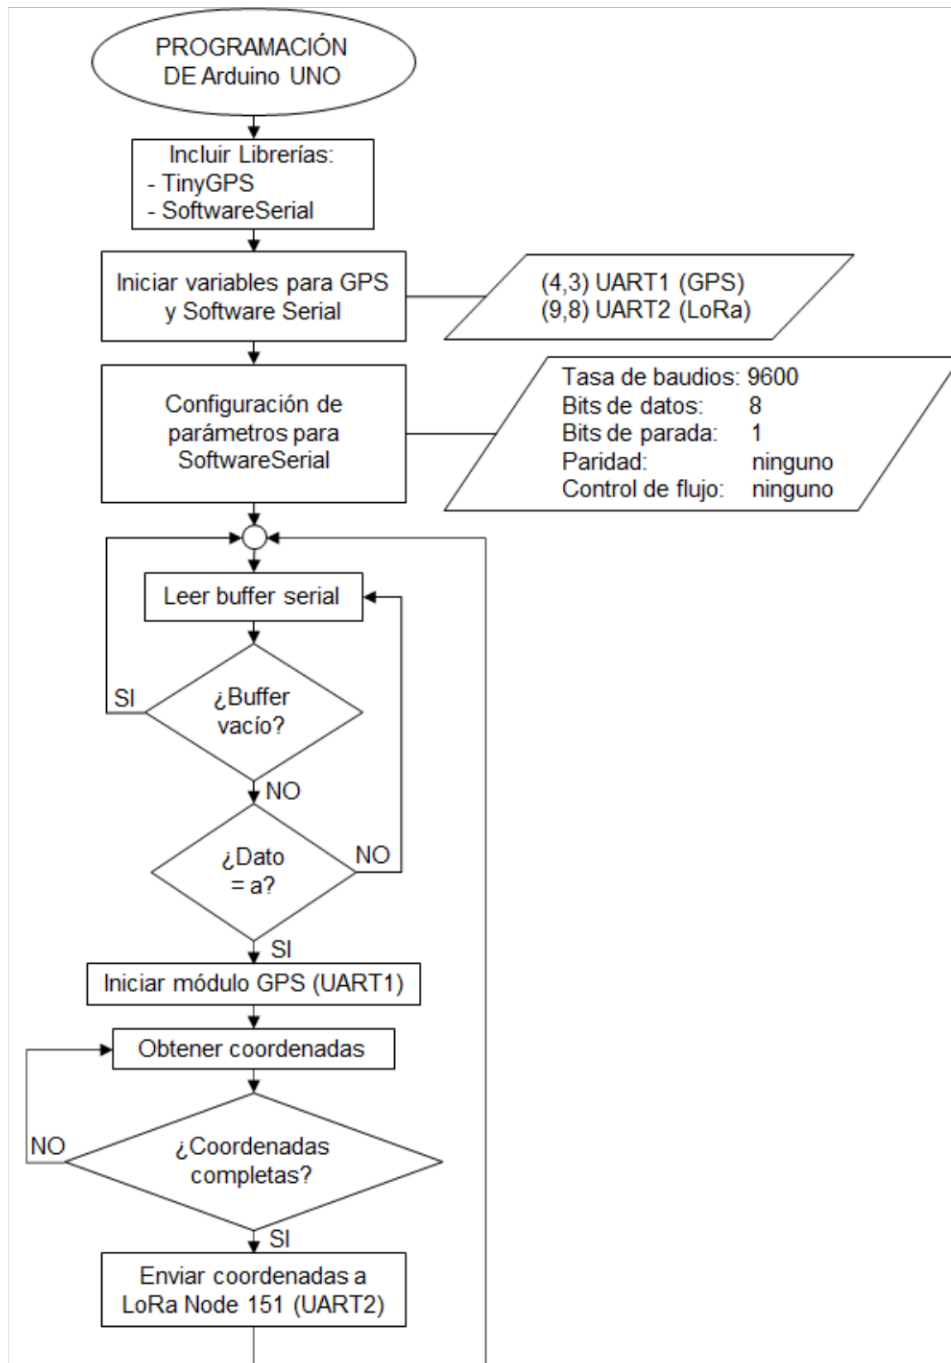 PROGRAMACIÓN
DE Arduino UNO
Incluir Librerías:
- TinyGPS
- SoftwareSerial
Iniciar variables para GPS
y Software Serial
(4,3) UART1 (GPS)
(9,8) UART2 (LoRa)
Configuración de
parámetros para
SoftwareSerial
Tasa de baudios: 9600
Bits de datos: 8
Bits de parada: 1
Paridad: ninguno
Control de flujo: ninguno
Leer buffer serial
¿Buffer
vacío?
SI
NO
¿Dato
= a?
NO
SI
Iniciar módulo GPS (UART1)
Obtener coordenadas
¿Coordenadas
completas?
NO
SI
Enviar coordenadas a
LoRa Node 151 (UART2)